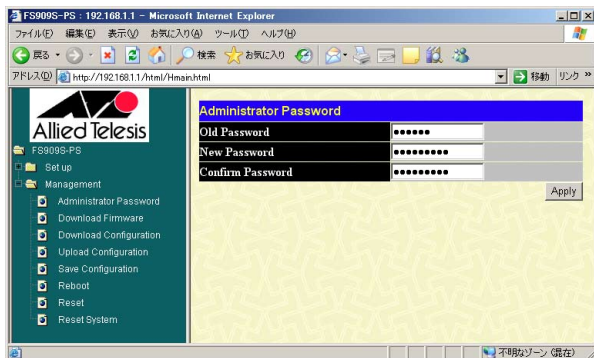 FS909S-PS : 192.168.1.1 - Microsoft Internet Explorer
ファイル(F) 編集(E) 表示(V) お気に入り(A) ツール(T) ヘルプ(H)
戻る 検索 お気に入り
アドレス(D) http://192.168.1.1/html/Hmain.html 移動 リンク »
Allied Telesis
FS909S-PS
Set up
Management
Administrator Password
Download Firmware
Download Configuration
Upload Configuration
Save Configuration
Reboot
Reset
Reset System
Administrator Password
Old Password ●●●●●●
New Password ●●●●●●●●●
Confirm Password ●●●●●●●●●
Apply
不明なゾーン (混在)